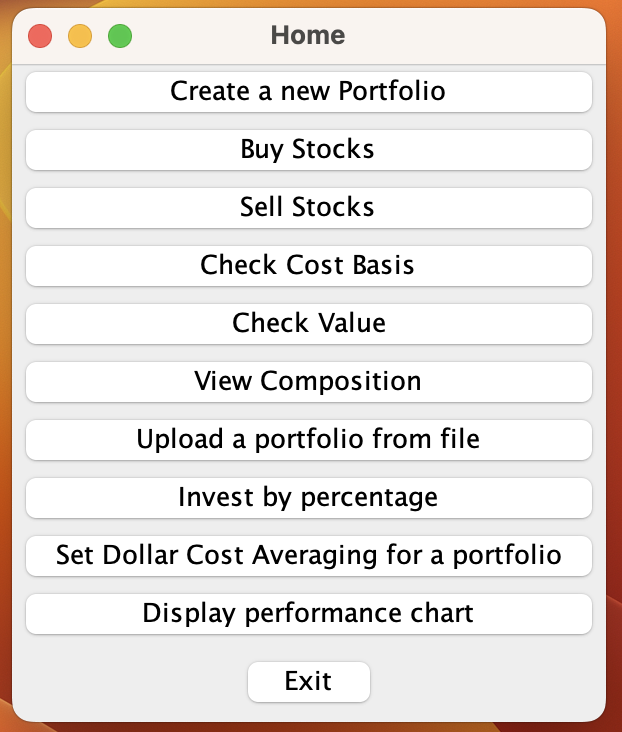 Home
Create a new Portfolio
Buy Stocks
Sell Stocks
Check Cost Basis
Check Value
View Composition
Upload a portfolio from file
Invest by percentage
Set Dollar Cost Averaging for a portfolio
Display performance chart
Exit